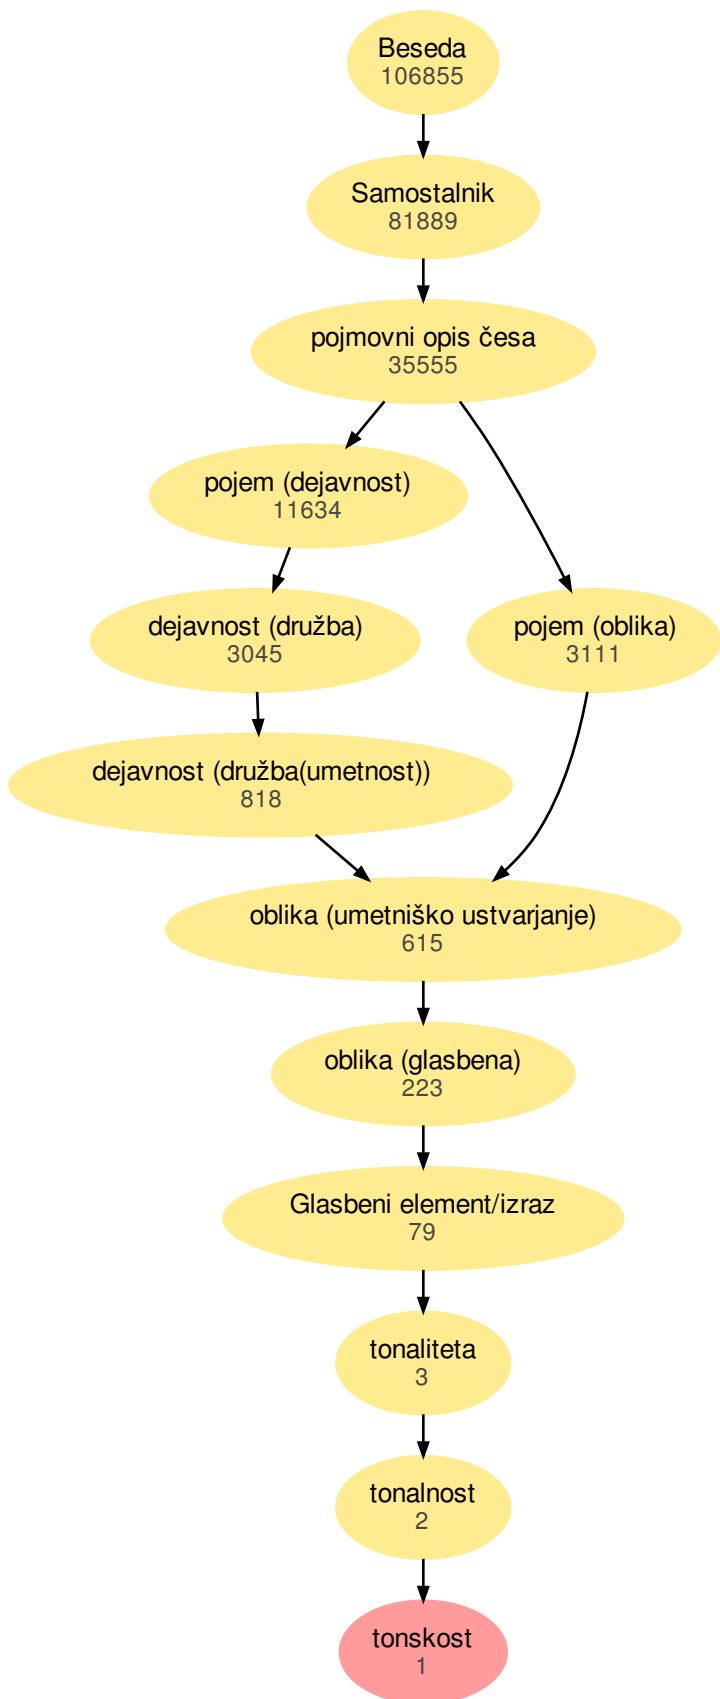 Beseda
106855
Samostalnik
81889
pojmovni opis česa
35555
pojem (dejavnost)
11634
dejavnost (družba)
3045
pojem (oblika)
3111
dejavnost (družba(umetnost))
818
oblika (umetniško ustvarjanje)
615
oblika (glasbena)
223
Glasbeni element/izraz
79
tonaliteta
3
tonalnost
2
tonskost
1